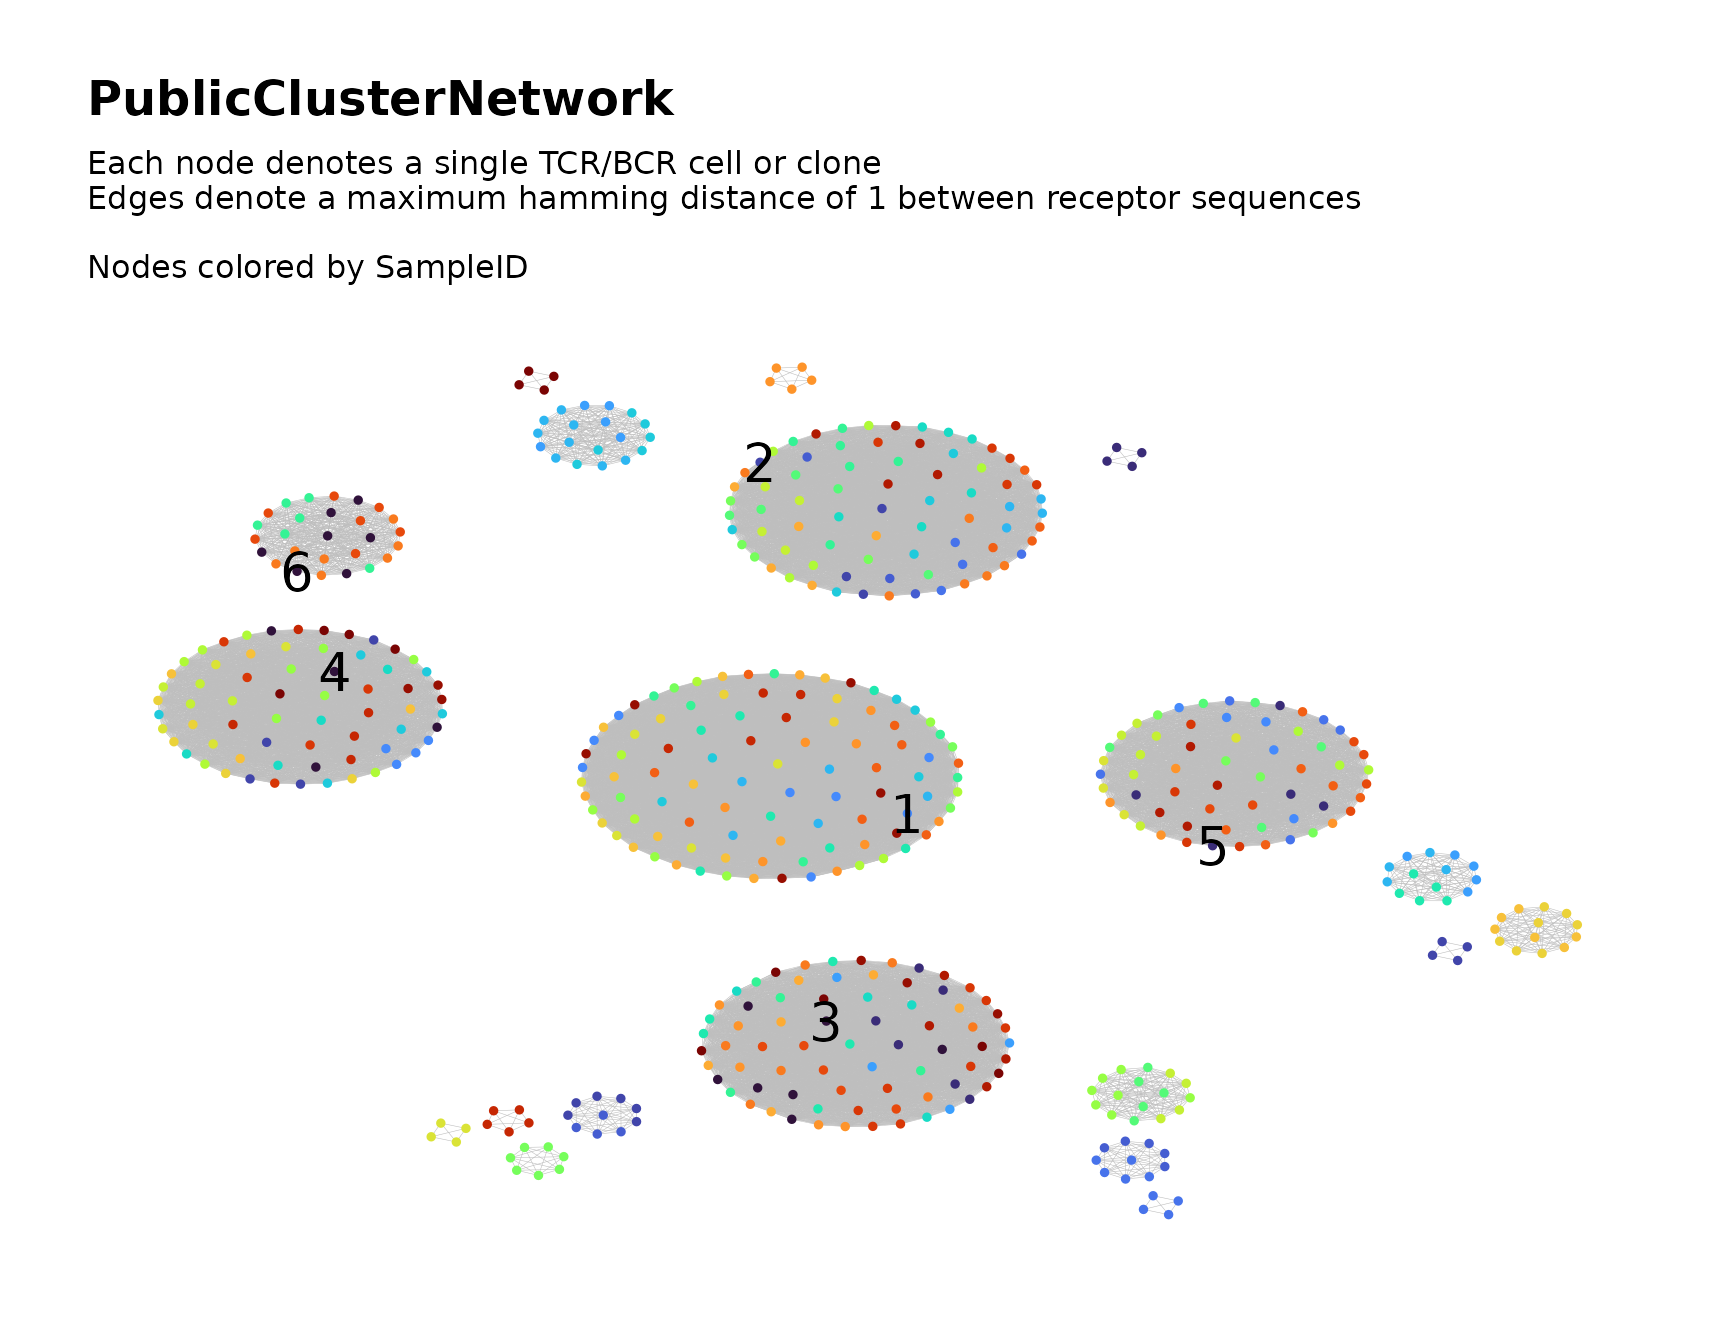 PublicClusterNetwork
Each node denotes a single TCR/BCR cell or clone
Edges denote a maximum hamming distance of 1 between receptor sequences
Nodes colored by SampleID
2
6
4
1
5
3